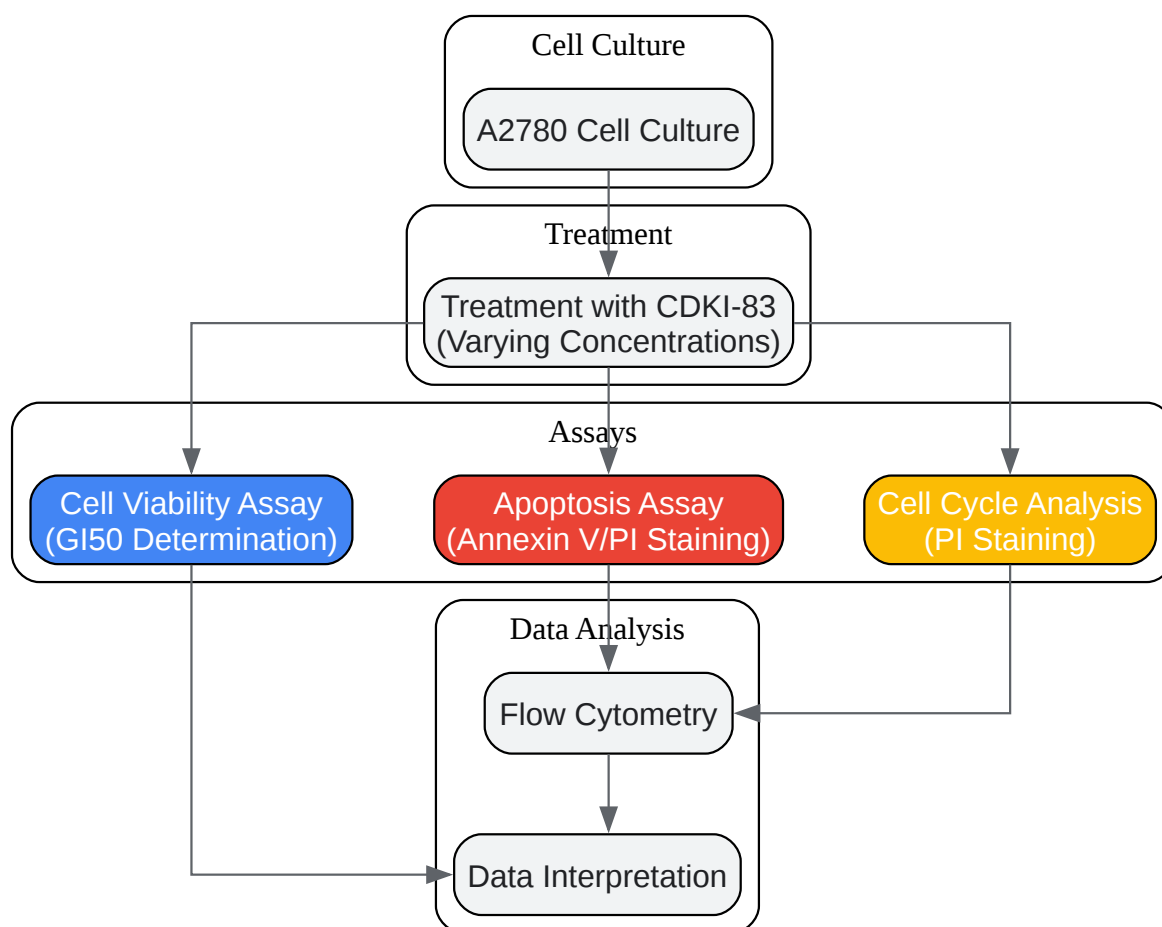 Cell Culture
A2780 Cell Culture
Treatment
Treatment with CDKI-83
(Varying Concentrations)
Assays
Cell Viability Assay
(GI50 Determination)
Apoptosis Assay
(Annexin V/PI Staining)
Cell Cycle Analysis
(PI Staining)
Data Analysis
Flow Cytometry
Data Interpretation